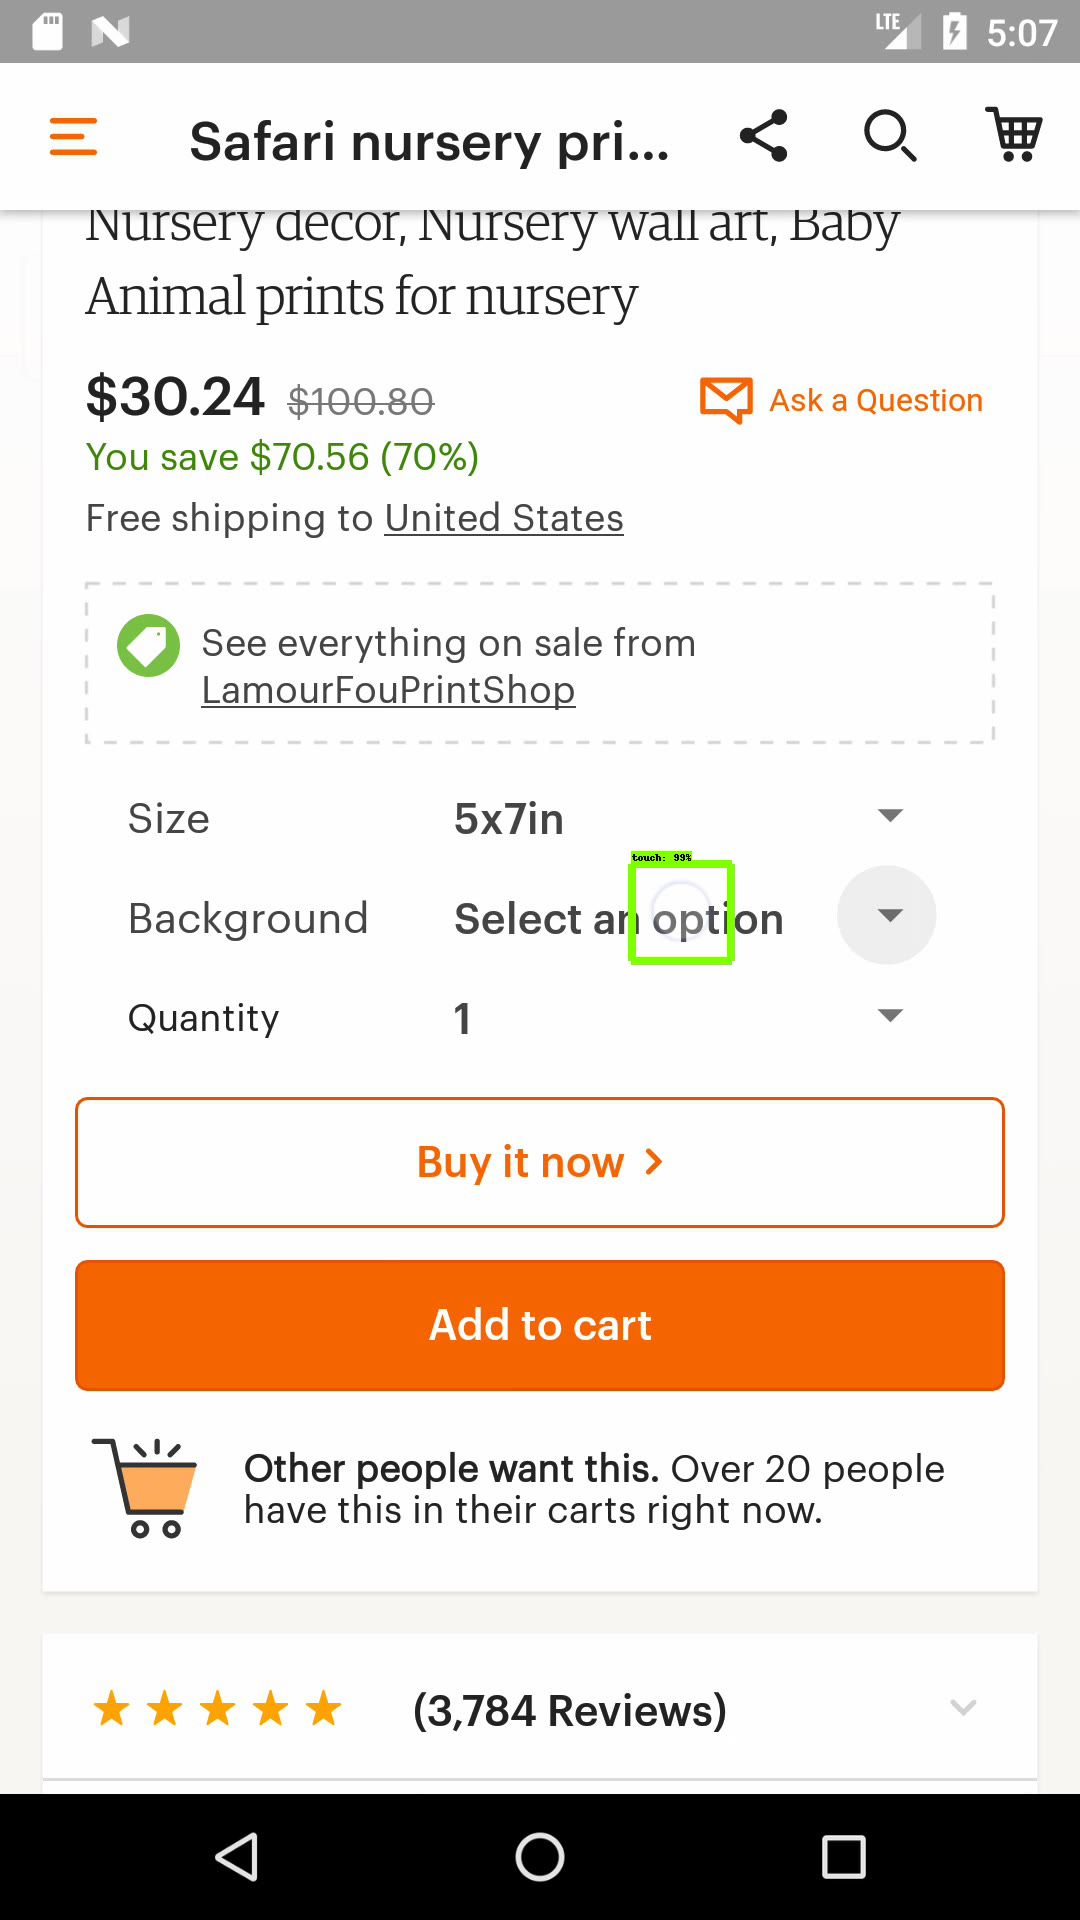 LTE 5:07
Safari nursery pri...
Nursery decor, Nursery wall art, Baby
Animal prints for nursery
$30.24 $100.80
Ask a Question
You save $70.56 (70%)
Free shipping to United States
See everything on sale from
LamourFouPrintShop
Size 5x7in
touch: 99%
Background Select an option
Quantity 1
Buy it now
Add to cart
Other people want this. Over 20 people
have this in their carts right now.
(3,784 Reviews)